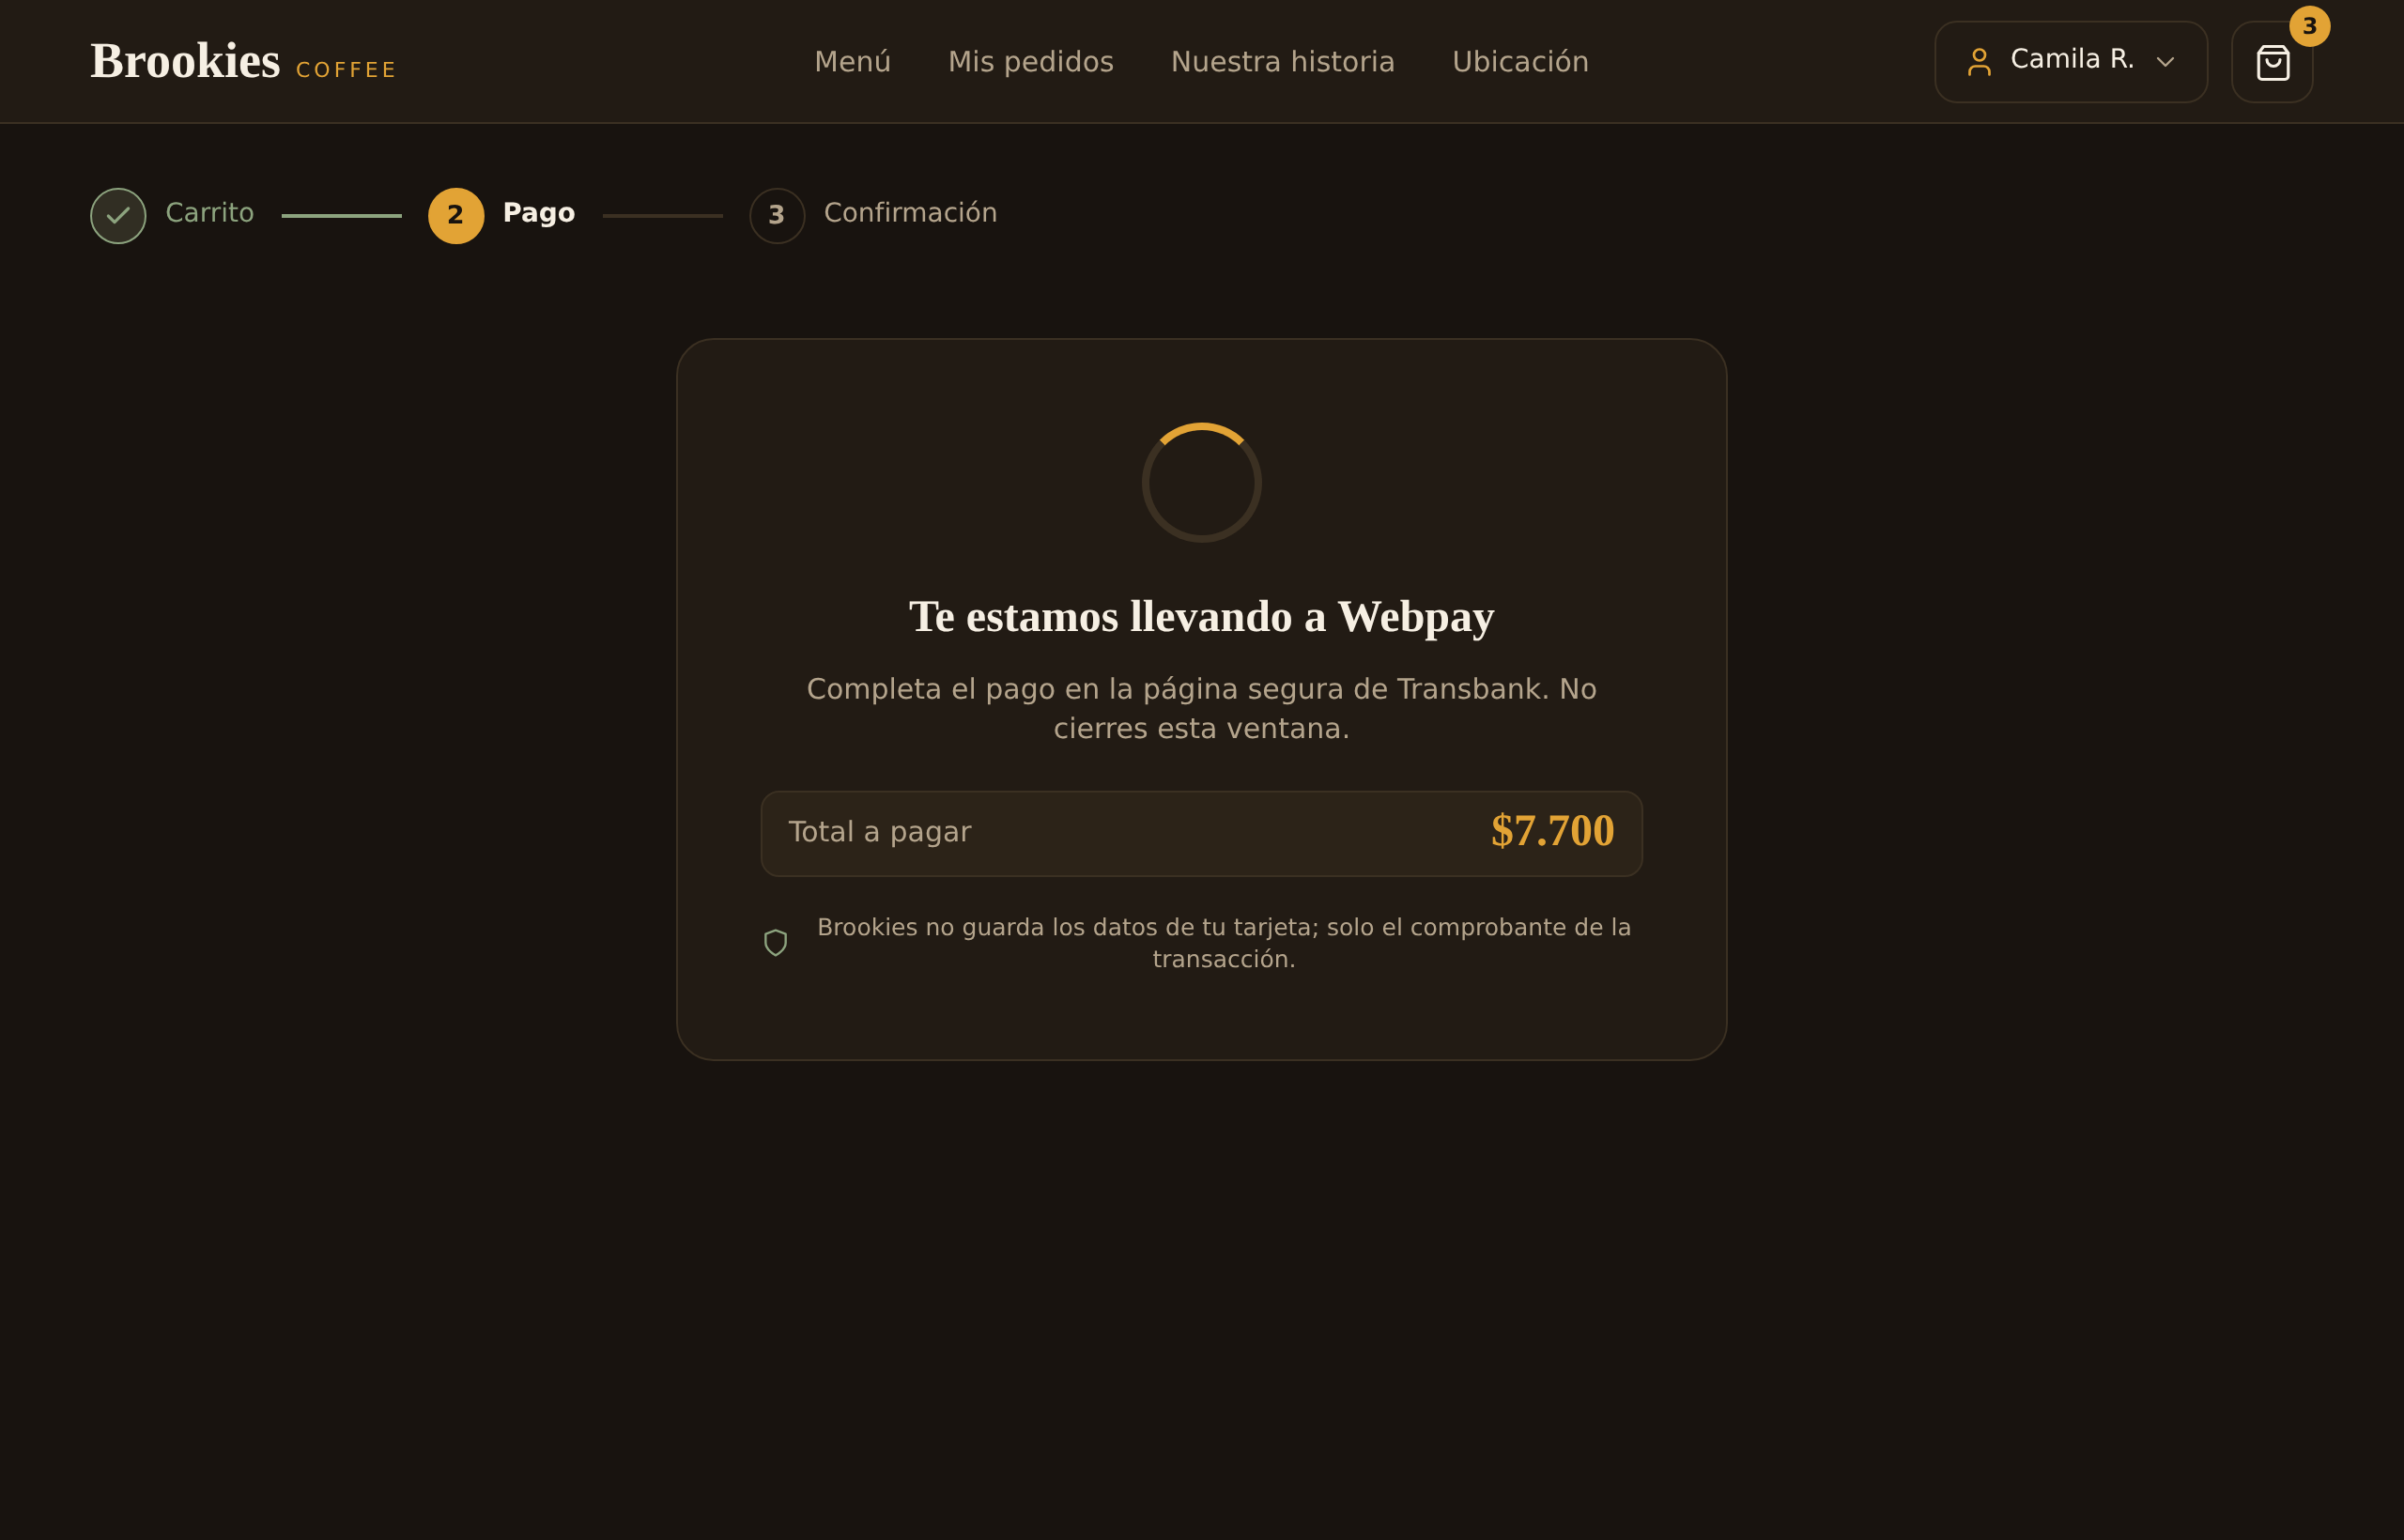 Brookies COFFEE
Menú
Mis pedidos
Nuestra historia
Ubicación
Camila R.
3
Carrito
2
Pago
3
Confirmación
Te estamos llevando a Webpay
Completa el pago en la página segura de Transbank. No
cierres esta ventana.
Total a pagar
$7.700
Brookies no guarda los datos de tu tarjeta; solo el comprobante de la
transacción.